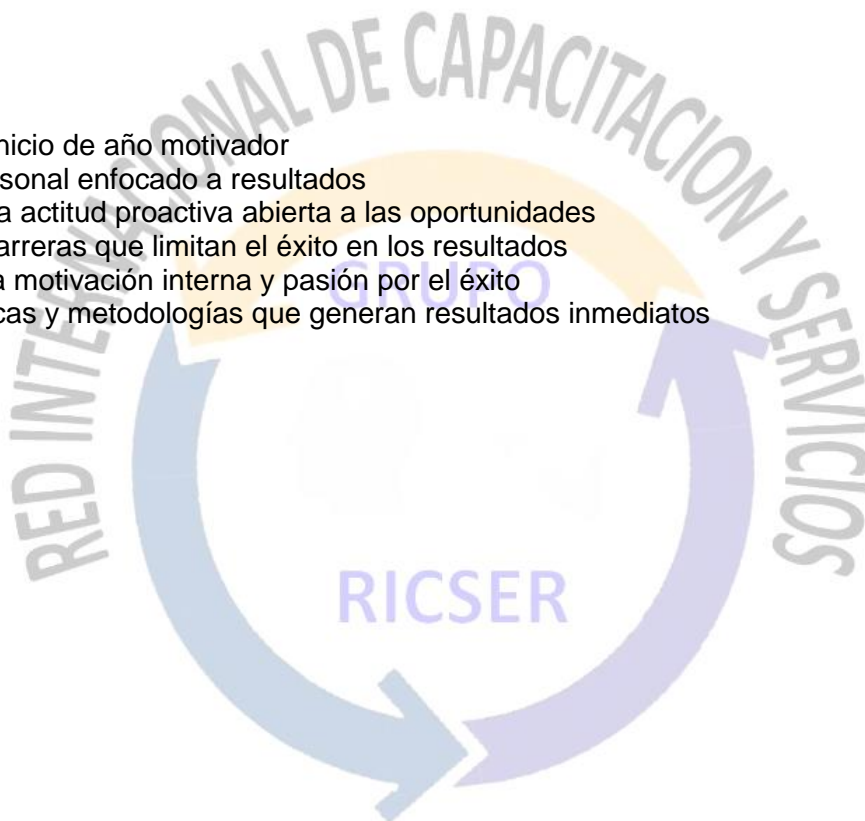 RED INTERNACIONAL DE CAPACITACION Y SERVICIOS
nicio de año motivador
sonal enfocado a resultados
a actitud proactiva abierta a las oportunidades
arreras que limitan el éxito en los resultados
a motivación interna y pasión por el éxito
GRUPO
cas y metodologías que generan resultados inmediatos
RICSER